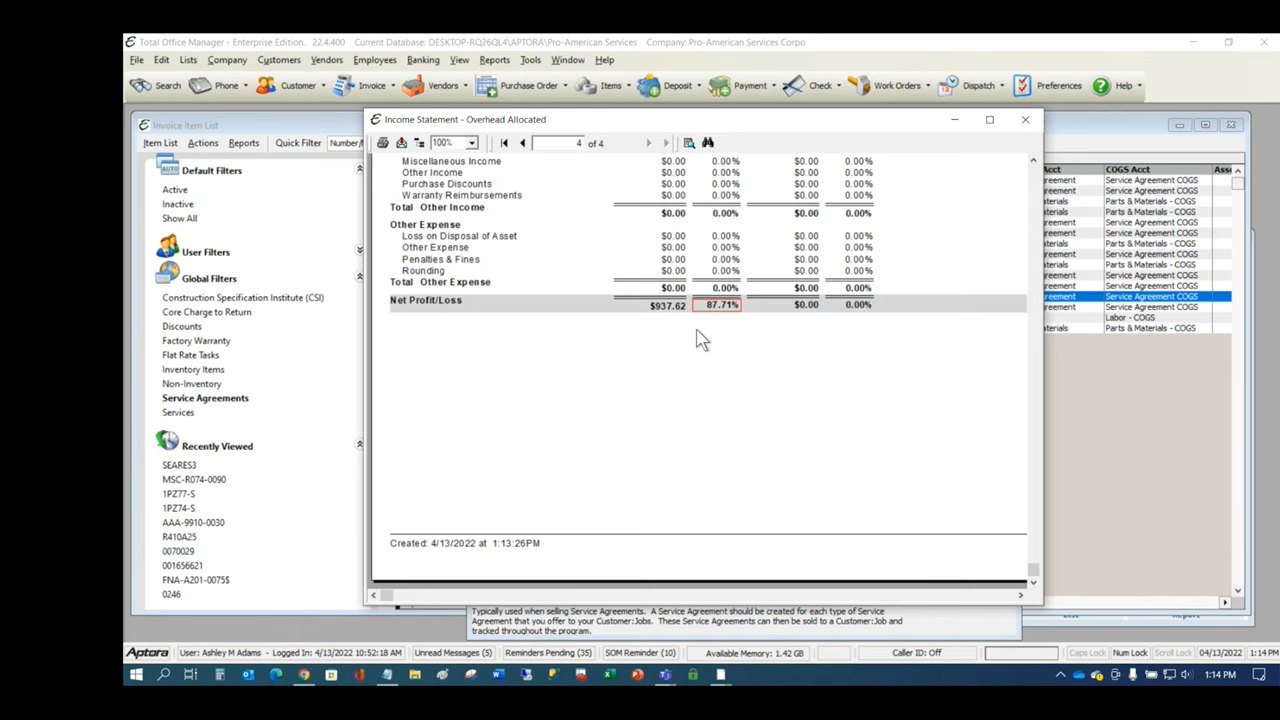 Total Office Manager - Enterprise Edition. 22.4.400 Current Database: DESKTOP-RQ26QL4\APTORA\Pro-American Services Company: Pro-American Services Corpo
File Edit Lists Company Customers Vendors Employees Banking View Reports Tools Window Help
Search Phone Customer Invoice Vendors Purchase Order Items Deposit Payment Check Work Orders Dispatch Preferences Help
Invoice Item List
Item List Actions Reports Quick Filter Number/
Default Filters
Active
Inactive
Show All
User Filters
Global Filters
Construction Specification Institute (CSI)
Core Charge to Return
Discounts
Factory Warranty
Flat Rate Tasks
Inventory Items
Non-Inventory
Service Agreements
Services
Recently Viewed
SEARES3
MSC-R074-0090
1PZ77-S
1PZ74-S
AAA-9910-0030
R410A25
0070029
001656621
FNA-A201-0075$
0246
Income Statement - Overhead Allocated
100% 4 of 4
Miscellaneous Income $0.00 0.00% $0.00 0.00%
Other Income $0.00 0.00% $0.00 0.00%
Purchase Discounts $0.00 0.00% $0.00 0.00%
Warranty Reimbursements $0.00 0.00% $0.00 0.00%
Total Other Income $0.00 0.00% $0.00 0.00%
Other Expense
Loss on Disposal of Asset $0.00 0.00% $0.00 0.00%
Other Expense $0.00 0.00% $0.00 0.00%
Penalties & Fines $0.00 0.00% $0.00 0.00%
Rounding $0.00 0.00% $0.00 0.00%
Total Other Expense $0.00 0.00% $0.00 0.00%
Net Profit/Loss $937.62 87.71% $0.00 0.00%
Created: 4/13/2022 at 1:13:26PM
Acct COGS Acct Ass
reement Service Agreement COGS
reement Service Agreement COGS
aterials Parts & Materials - COGS
aterials Parts & Materials - COGS
reement Service Agreement COGS
reement Service Agreement COGS
aterials Parts & Materials - COGS
aterials Parts & Materials - COGS
reement Service Agreement COGS
reement Service Agreement COGS
reement Service Agreement COGS
reement Service Agreement COGS
Labor - COGS
aterials Parts & Materials - COGS
Typically used when selling Service Agreements. A Service Agreement should be created for each type of Service
Agreement that you offer to your Customer:Jobs. These Service Agreements can then be sold to a Customer:Job and
tracked throughout the program.
Aptora User: Ashley M Adams - Logged In: 4/13/2022 10:52:18 AM Unread Messages (5) Reminders Pending (35) SOM Reminder (10) Available Memory: 1.42 GB Caller ID: Off Caps Lock Num Lock Scroll Lock 04/13/2022 1:14 PM
1:14 PM